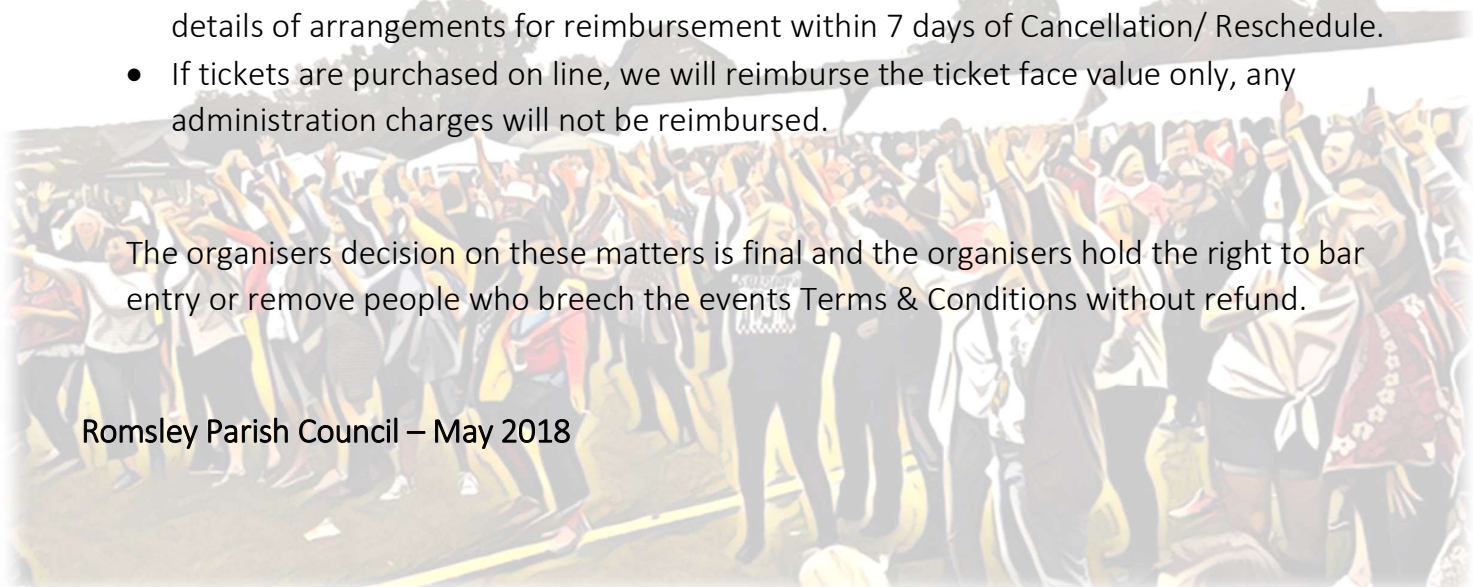 details of arrangements for reimbursement within 7 days of Cancellation/ Reschedule.
• If tickets are purchased on line, we will reimburse the ticket face value only, any
administration charges will not be reimbursed.
The organisers decision on these matters is final and the organisers hold the right to bar
entry or remove people who breech the events Terms & Conditions without refund.
Romsley Parish Council – May 2018